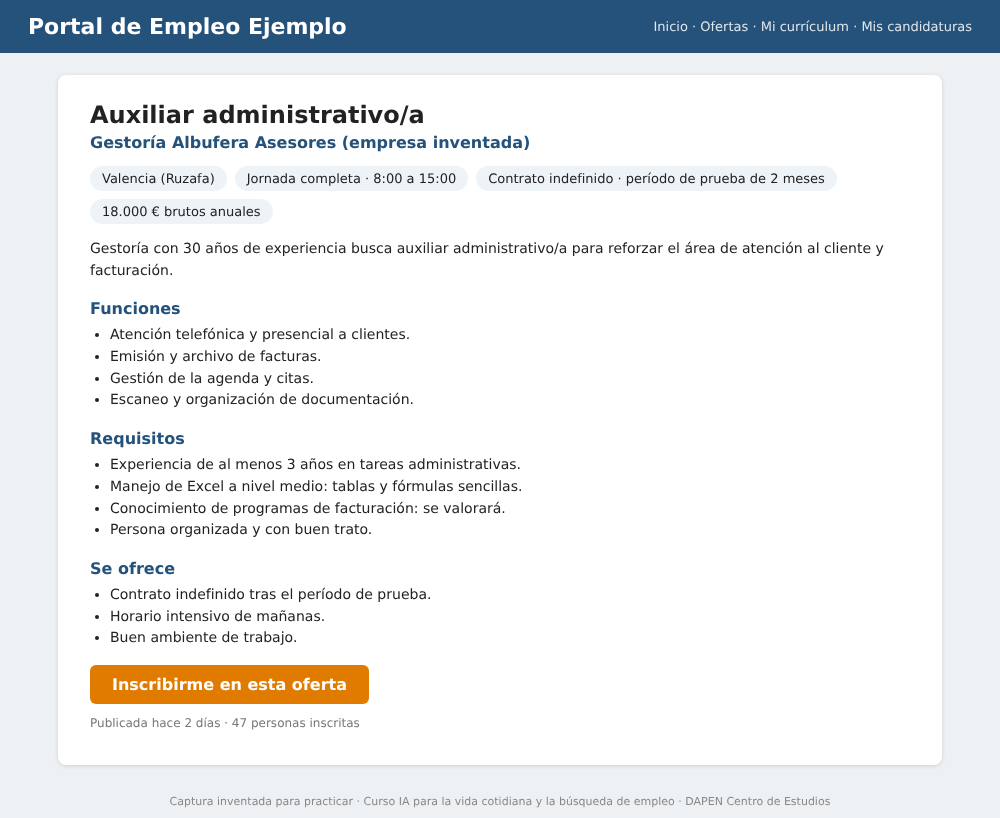 Portal de Empleo Ejemplo
Inicio · Ofertas · Mi currículum · Mis candidaturas
Auxiliar administrativo/a
Gestoría Albufera Asesores (empresa inventada)
Valencia (Ruzafa)
Jornada completa · 8:00 a 15:00
Contrato indefinido · período de prueba de 2 meses
18.000 € brutos anuales
Gestoría con 30 años de experiencia busca auxiliar administrativo/a para reforzar el área de atención al cliente y
facturación.
Funciones
• Atención telefónica y presencial a clientes.
• Emisión y archivo de facturas.
• Gestión de la agenda y citas.
• Escaneo y organización de documentación.
Requisitos
• Experiencia de al menos 3 años en tareas administrativas.
• Manejo de Excel a nivel medio: tablas y fórmulas sencillas.
• Conocimiento de programas de facturación: se valorará.
• Persona organizada y con buen trato.
Se ofrece
• Contrato indefinido tras el período de prueba.
• Horario intensivo de mañanas.
• Buen ambiente de trabajo.
Inscribirme en esta oferta
Publicada hace 2 días · 47 personas inscritas
Captura inventada para practicar · Curso IA para la vida cotidiana y la búsqueda de empleo · DAPEN Centro de Estudios